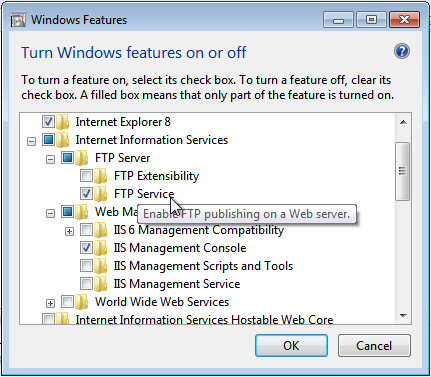 Windows Features
Turn Windows features on or off
To turn a feature on, select its check box. To turn a feature off, clear its
check box. A filled box means that only part of the feature is turned on.
Internet Explorer 8
Internet Information Services
FTP Server
FTP Extensibility
FTP Service
Web Ma
Enable FTP publishing on a Web server.
IIS 6 Management Compatibility
IIS Management Console
IIS Management Scripts and Tools
IIS Management Service
World Wide Web Services
Internet Information Services Hostable Web Core
OK
Cancel